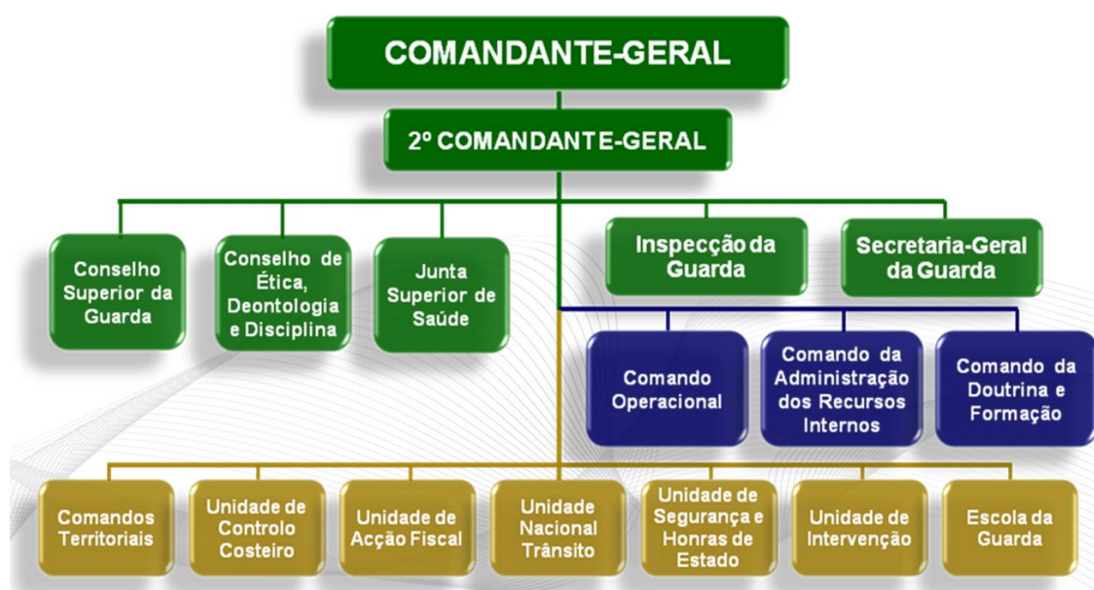 COMANDANTE-GERAL
2º COMANDANTE-GERAL
Conselho
Superior da
Guarda
Conselho de
Ética,
Deontologia
e Disciplina
Junta
Superior de
Saúde
Inspecção da
Guarda
Secretaria-Geral
da Guarda
Comando
Operacional
Comando da
Administração
dos Recursos
Internos
Comando da
Doutrina e
Formação
Comandos
Territoriais
Unidade de
Controlo
Costeiro
Unidade de
Acção Fiscal
Unidade
Nacional
Trânsito
Unidade de
Segurança e
Honras de
Estado
Unidade de
Intervenção
Escola da
Guarda